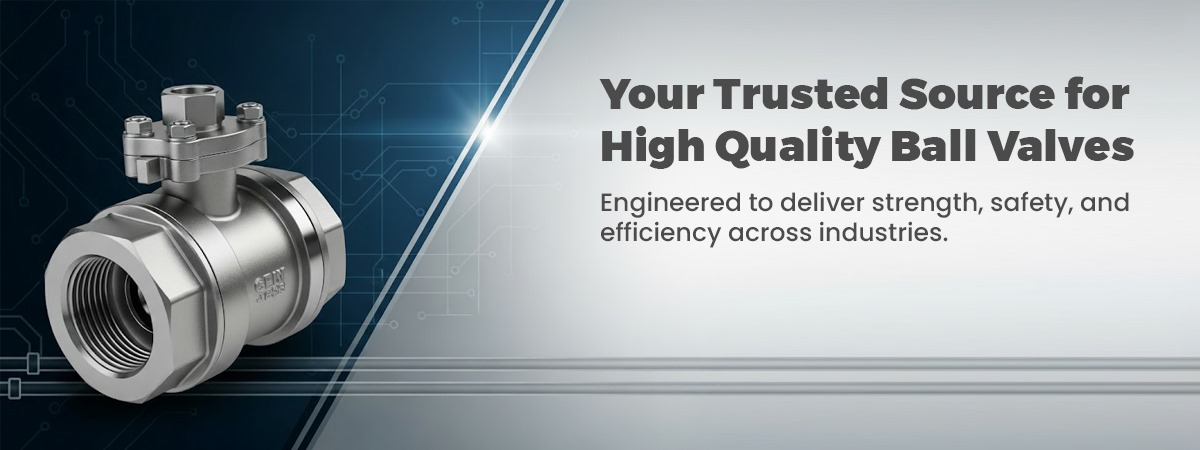 Your Trusted Source for
High Quality Ball Valves
Engineered to deliver strength, safety, and
efficiency across industries.